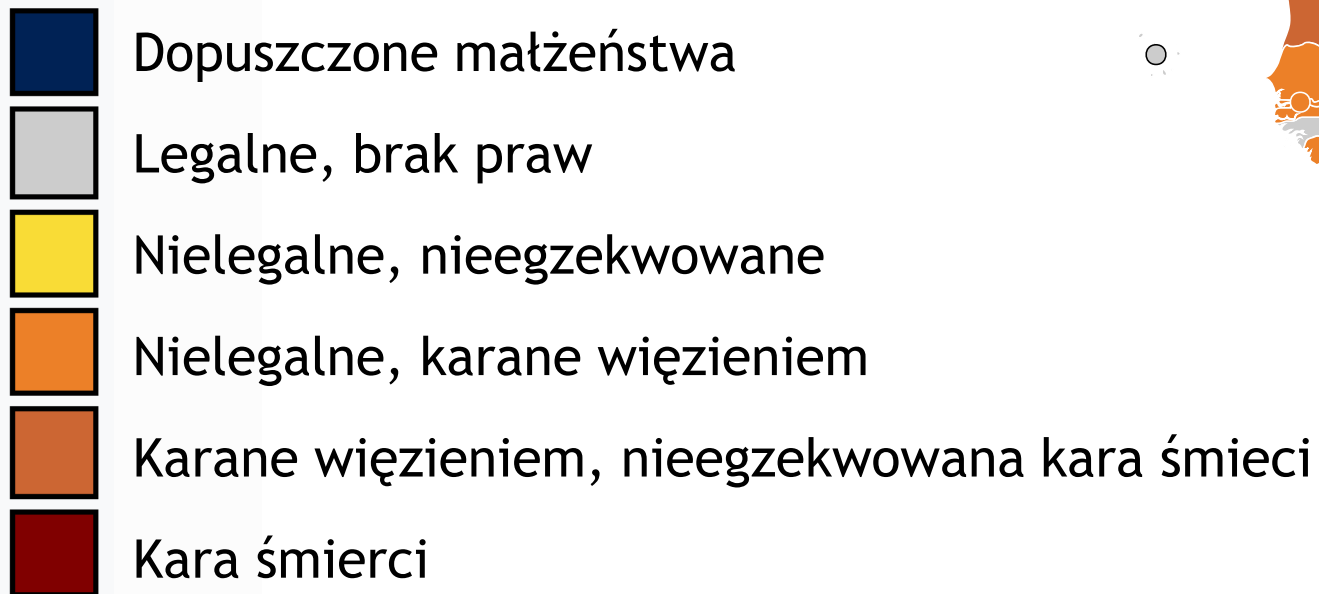 Dopuszczone małżeństwa
Legalne, brak praw
Nielegalne, nieegzekwowane
Nielegalne, karane więzieniem
Karane więzieniem, nieegzekwowana kara śmieci
Kara śmierci